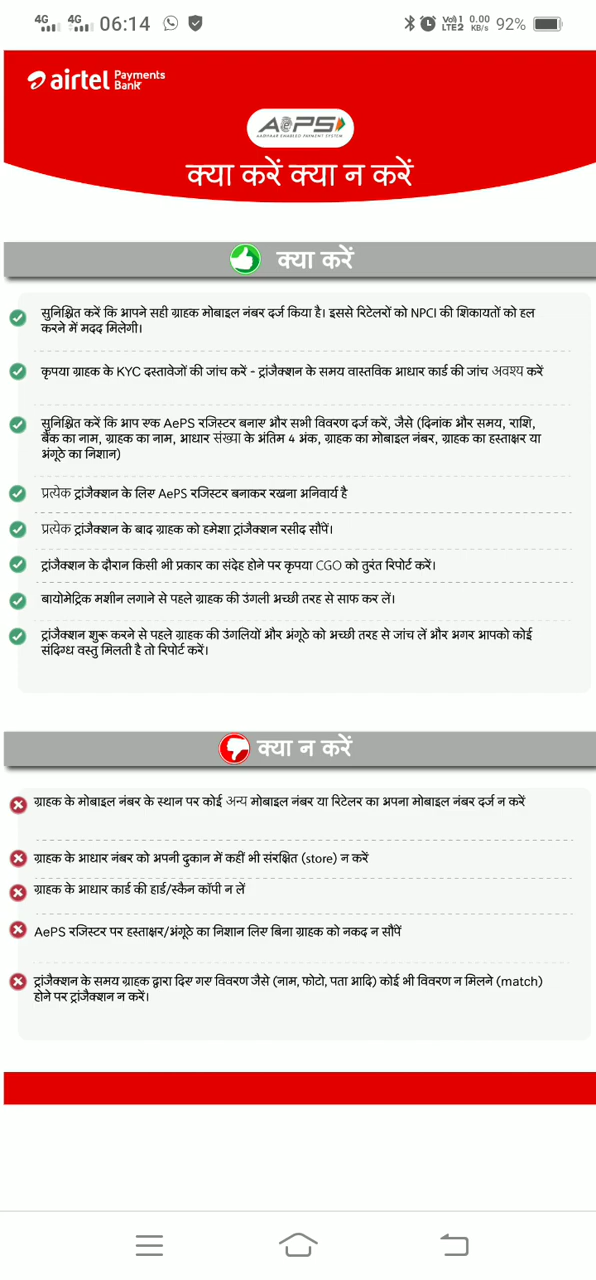 4G 4G 06:14 Vo)) 1 LTE2 0.00 KB/s 92%
airtel Payments Bank
AePS
AADHAAR ENABLED PAYMENT SYSTEM
क्या करें क्या न करें
क्या करें
सुनिश्चित करें कि आपने सही ग्राहक मोबाइल नंबर दर्ज किया है। इससे रिटेलरों को NPCI की शिकायतों को हल
करने में मदद मिलेगी।
कृपया ग्राहक के KYC दस्तावेजों की जांच करें - ट्रांजैक्शन के समय वास्तविक आधार कार्ड की जांच अवश्य करें
सुनिश्चित करें कि आप एक AePS रजिस्टर बनाए और सभी विवरण दर्ज करें, जैसे (दिनांक और समय, राशि,
बैंक का नाम, ग्राहक का नाम, आधार संख्या के अंतिम 4 अंक, ग्राहक का मोबाइल नंबर, ग्राहक का हस्ताक्षर या
अंगूठे का निशान)
प्रत्येक ट्रांजैक्शन के लिए AePS रजिस्टर बनाकर रखना अनिवार्य है
प्रत्येक ट्रांजैक्शन के बाद ग्राहक को हमेशा ट्रांजैक्शन रसीद सौंपें।
ट्रांजैक्शन के दौरान किसी भी प्रकार का संदेह होने पर कृपया CGO को तुरंत रिपोर्ट करें।
बायोमेट्रिक मशीन लगाने से पहले ग्राहक की उंगली अच्छी तरह से साफ कर लें।
ट्रांजैक्शन शुरू करने से पहले ग्राहक की उंगलियों और अंगूठे को अच्छी तरह से जांच लें और अगर आपको कोई
संदिग्ध वस्तु मिलती है तो रिपोर्ट करें।
क्या न करें
ग्राहक के मोबाइल नंबर के स्थान पर कोई अन्य मोबाइल नंबर या रिटेलर का अपना मोबाइल नंबर दर्ज न करें
ग्राहक के आधार नंबर को अपनी दुकान में कहीं भी संरक्षित (store) न करें
ग्राहक के आधार कार्ड की हार्ड/स्कैन कॉपी न लें
AePS रजिस्टर पर हस्ताक्षर/अंगूठे का निशान लिए बिना ग्राहक को नकद न सौंपें
ट्रांजैक्शन के समय ग्राहक द्वारा दिए गए विवरण जैसे (नाम, फोटो, पता आदि) कोई भी विवरण न मिलने (match)
होने पर ट्रांजैक्शन न करें।